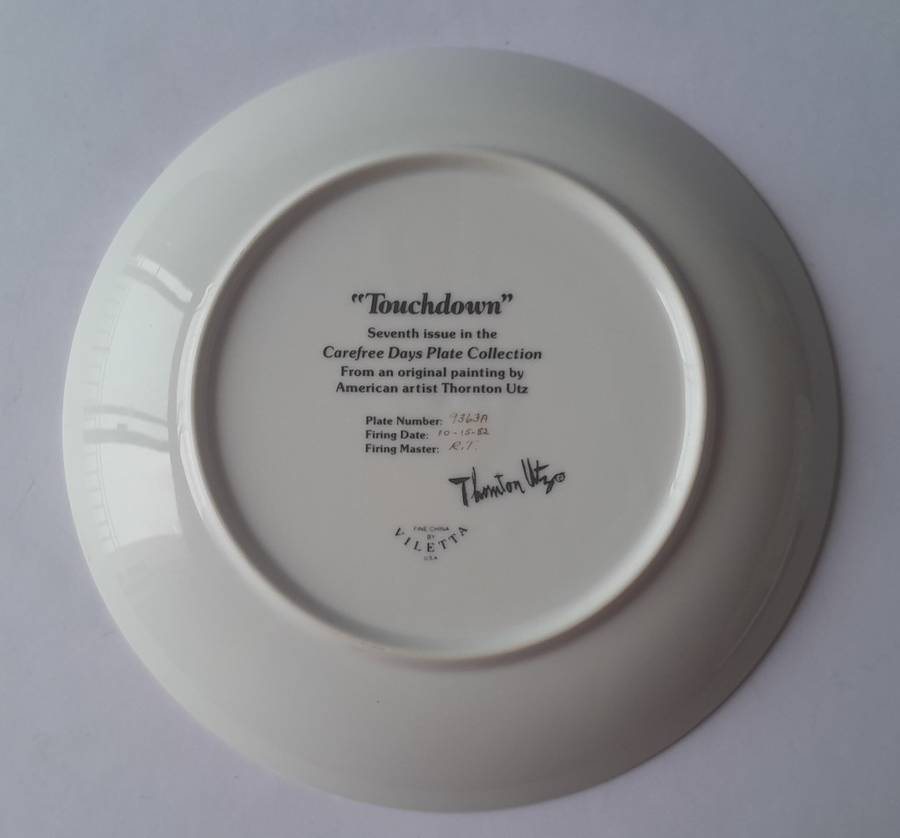 "Touchdown"
Seventh issue in the
Carefree Days Plate Collection
From an original painting by
American artist Thornton Utz
Plate Number: 9363A
Firing Date: 10-15-82
Firing Master: R.T.
Thornton Utz ©
FINE CHINA
BY
VILETTA
USA